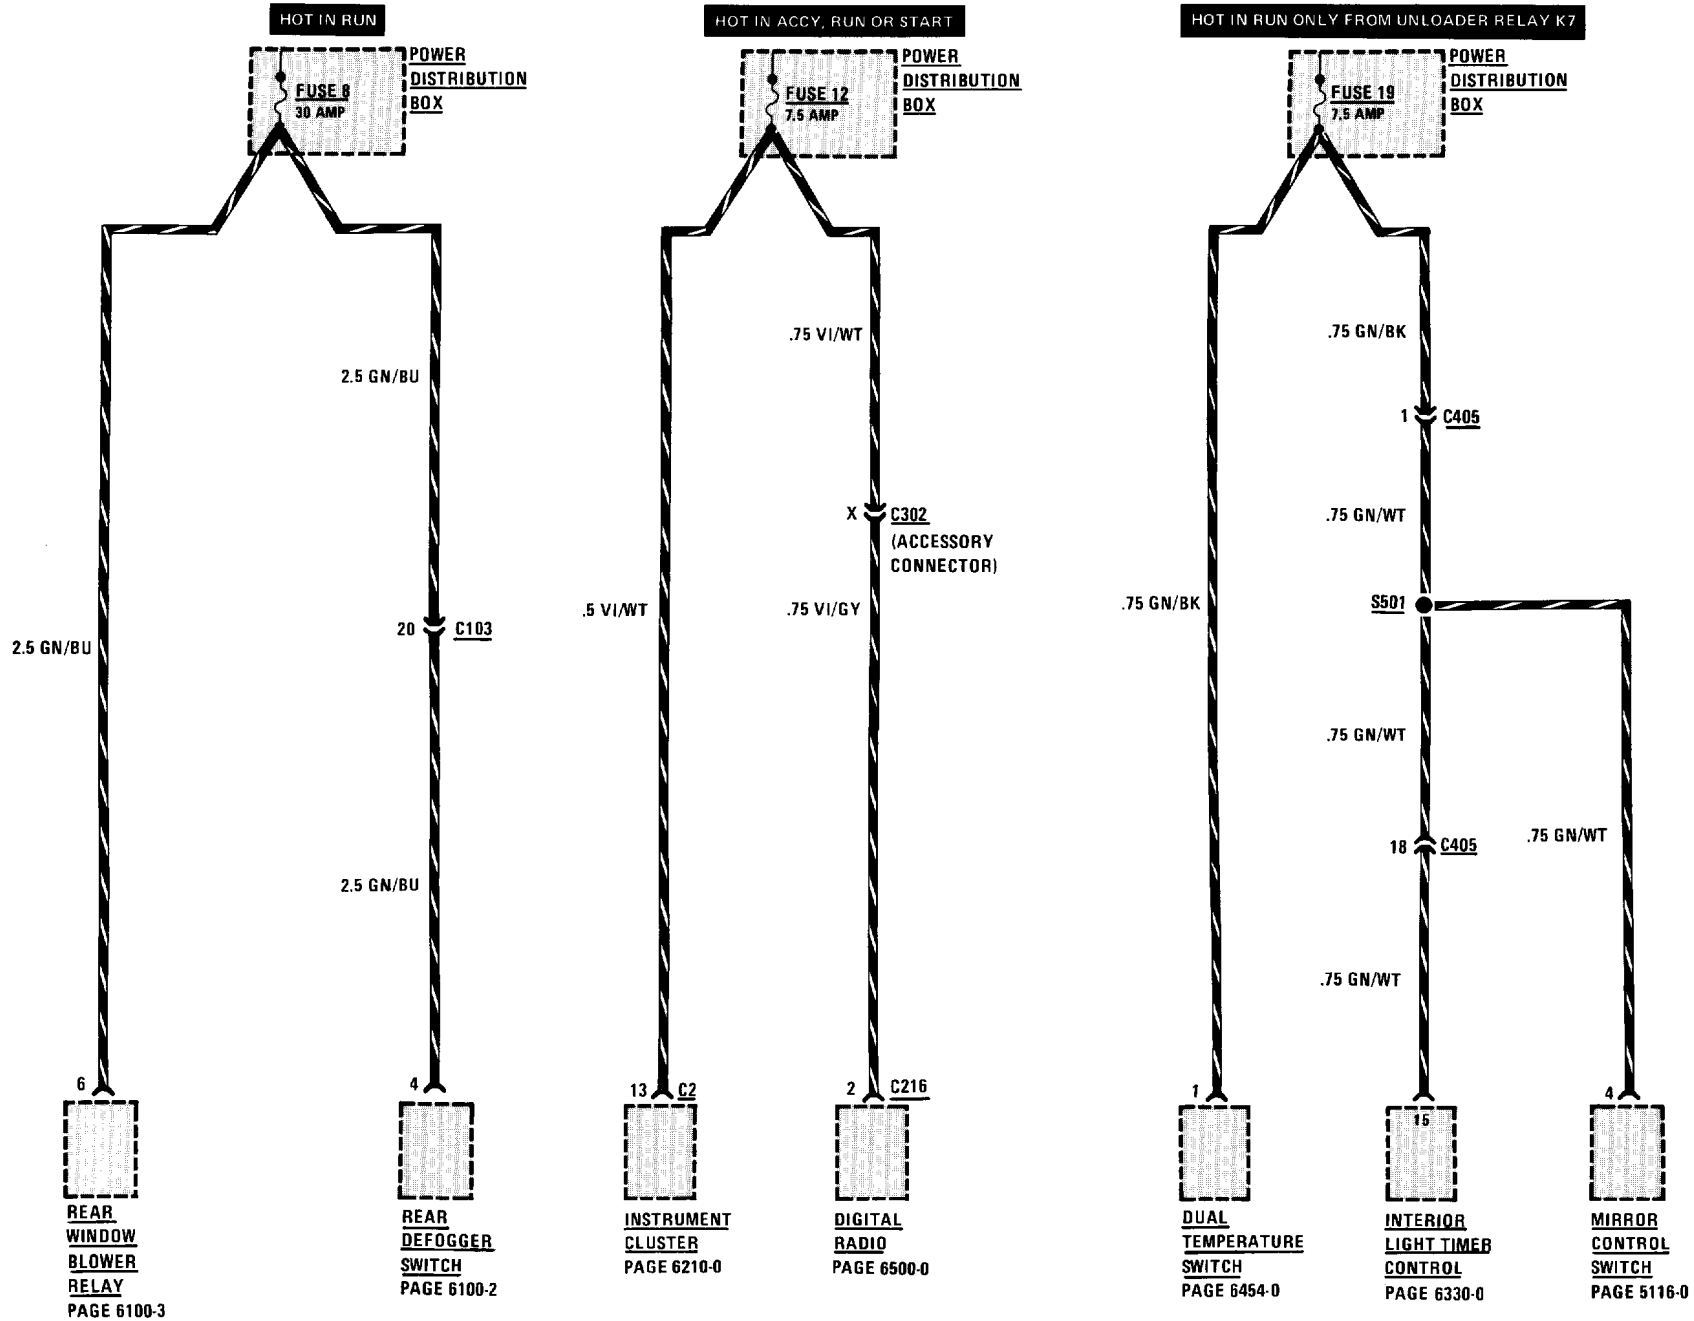 HOT IN RUN
POWER
DISTRIBUTION
BOX
FUSE 8
30 AMP
2.5 GN/BU
2.5 GN/BU
20 C103
2.5 GN/BU
6
4
REAR
WINDOW
BLOWER
RELAY
PAGE 6100-3
REAR
DEFOGGER
SWITCH
PAGE 6100-2
HOT IN ACCY, RUN OR START
POWER
DISTRIBUTION
BOX
FUSE 12
7.5 AMP
.75 VI/WT
X C302
(ACCESSORY
CONNECTOR)
.5 VI/WT
.75 VI/GY
13 C2
2 C216
INSTRUMENT
CLUSTER
PAGE 6210-0
DIGITAL
RADIO
PAGE 6500-0
HOT IN RUN ONLY FROM UNLOADER RELAY K7
POWER
DISTRIBUTION
BOX
FUSE 19
7.5 AMP
.75 GN/BK
1 C405
.75 GN/WT
.75 GN/BK
S501
.75 GN/WT
18 C405
.75 GN/WT
.75 GN/WT
1
15
4
DUAL
TEMPERATURE
SWITCH
PAGE 6454-0
INTERIOR
LIGHT TIMER
CONTROL
PAGE 6330-0
MIRROR
CONTROL
SWITCH
PAGE 5116-0